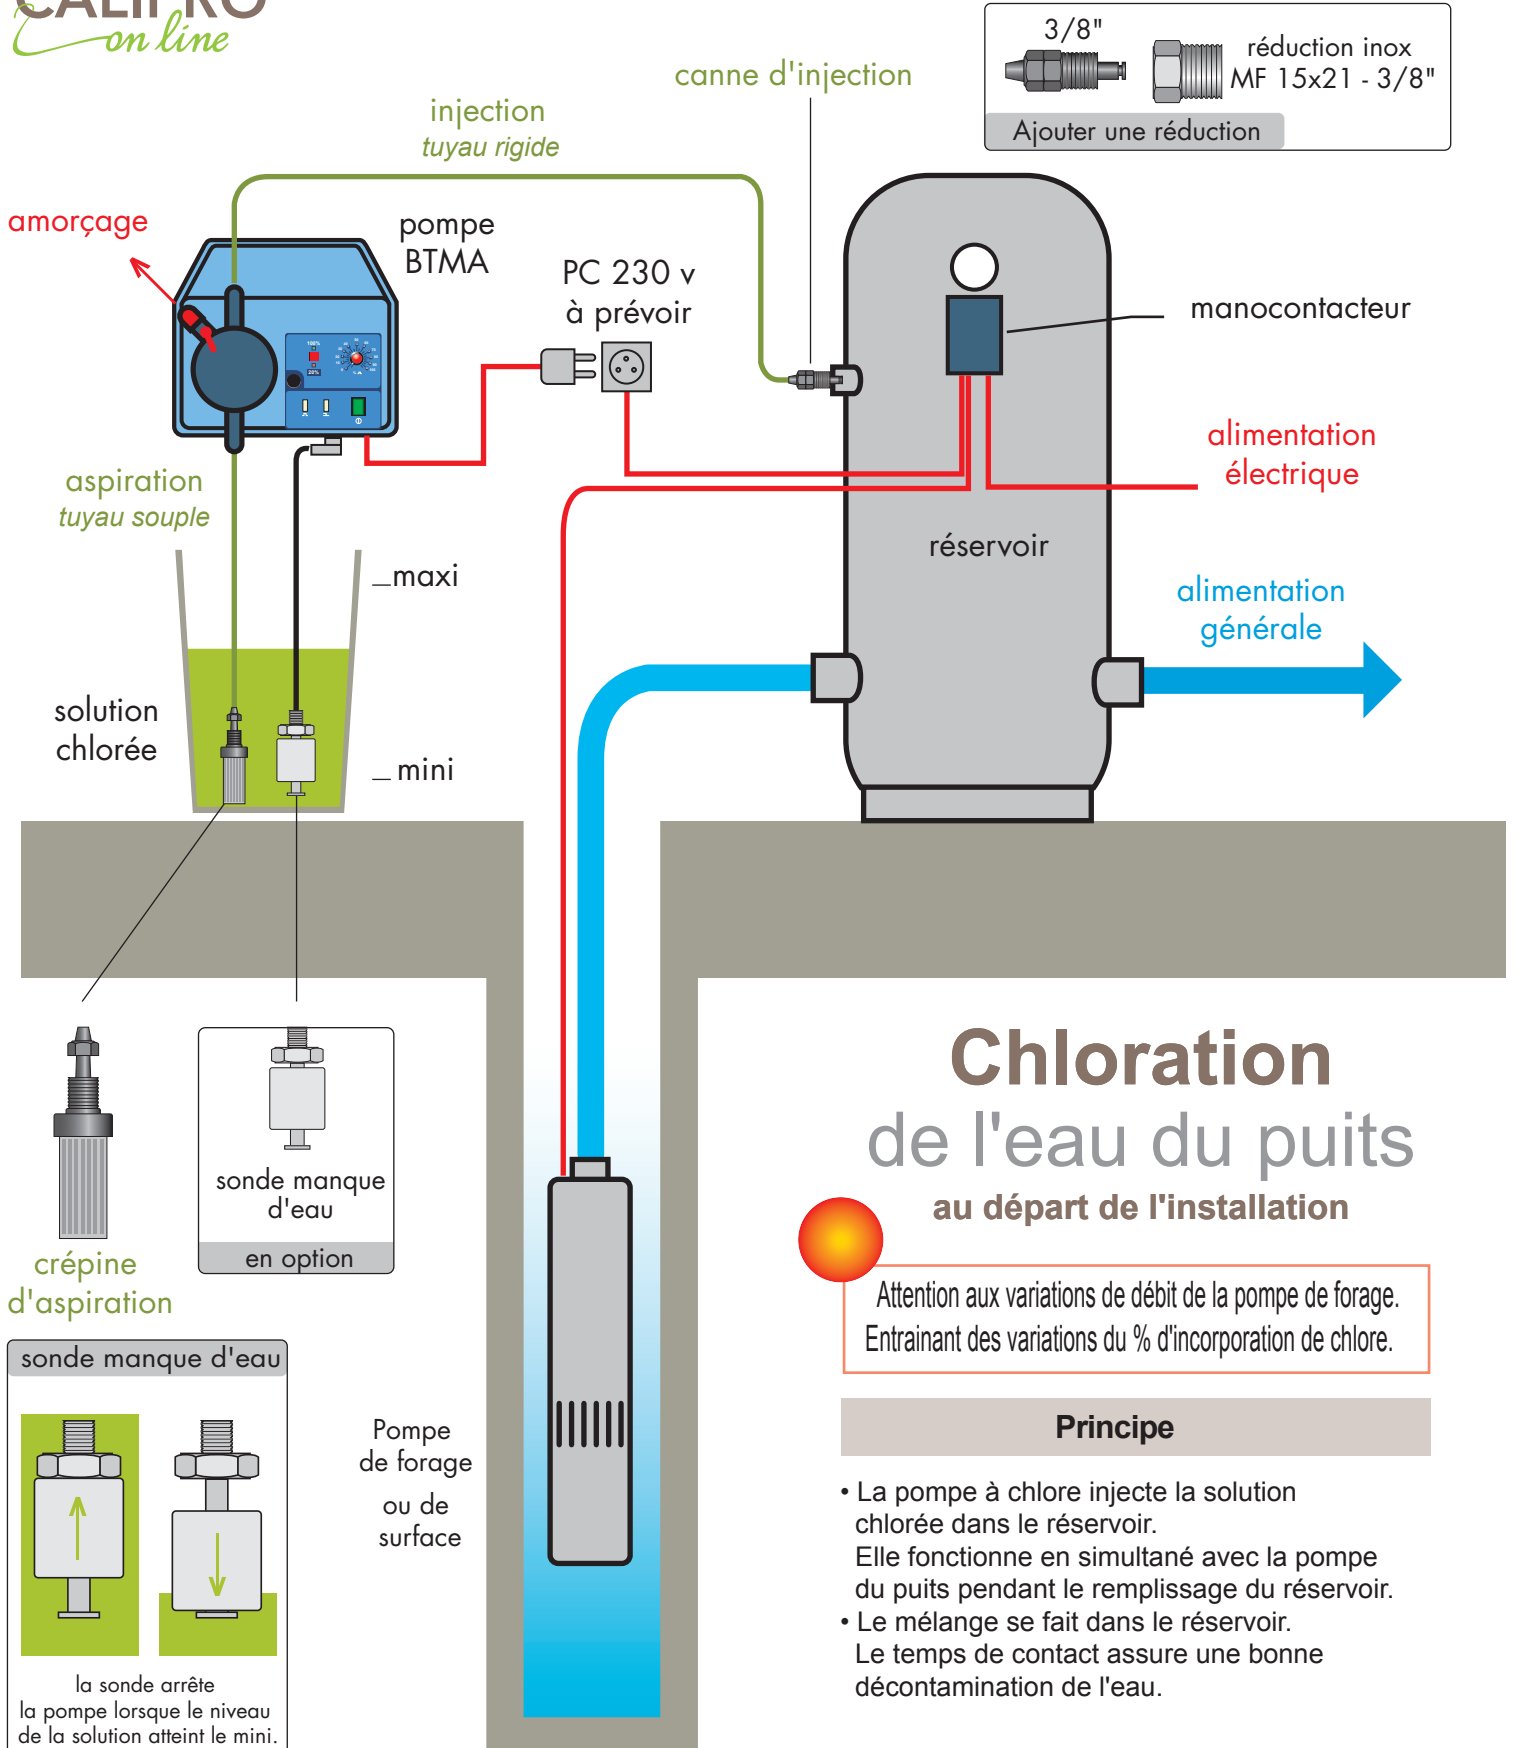 CALIPRO
on line
3/8"
réduction inox
MF 15x21 - 3/8"
Ajouter une réduction
canne d'injection
injection
tuyau rigide
amorçage
pompe
BTMA
PC 230 v
à prévoir
manocontacteur
100%
20%
alimentation
électrique
aspiration
tuyau souple
réservoir
maxi
alimentation
générale
solution
chlorée
mini
sonde manque
d'eau
en option
crépine
d'aspiration
Chloration
de l'eau du puits
au départ de l'installation
Attention aux variations de débit de la pompe de forage.
Entrainant des variations du % d'incorporation de chlore.
sonde manque d'eau
la sonde arrête
la pompe lorsque le niveau
de la solution atteint le mini.
Pompe
de forage
ou de
surface
Principe
• La pompe à chlore injecte la solution
chlorée dans le réservoir.
Elle fonctionne en simultané avec la pompe
du puits pendant le remplissage du réservoir.
• Le mélange se fait dans le réservoir.
Le temps de contact assure une bonne
décontamination de l'eau.